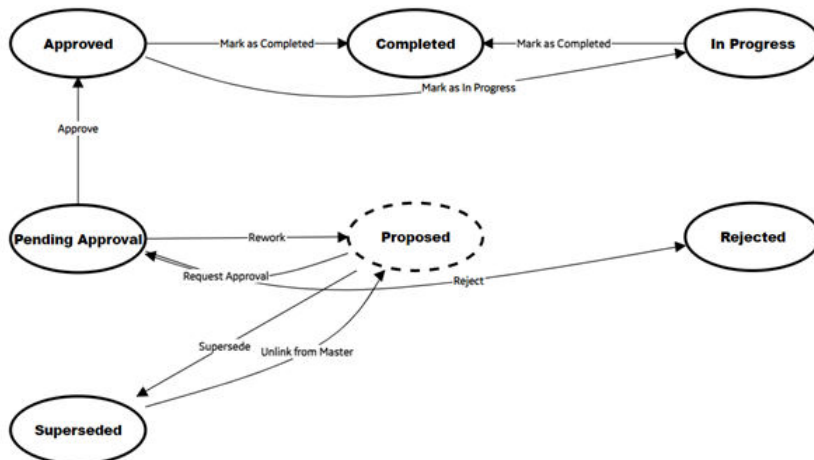 Approved
Mark as Completed
Completed
Mark as Completed
In Progress
Mark as In Progress
Approve
Pending Approval
Rework
Proposed
Rejected
Request Approval
Reject
Supersede
Unlink from Master
Superseded